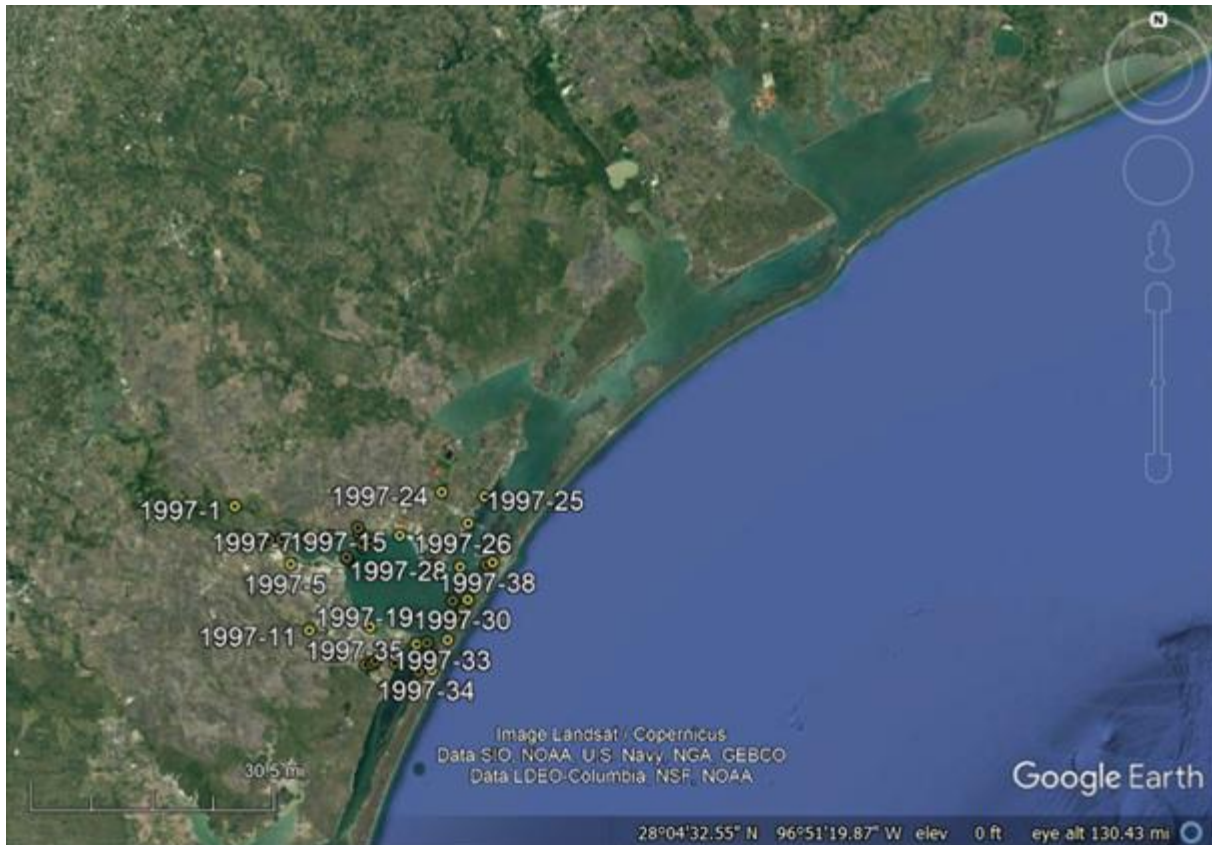 N
1997-24
1997-25
1997-1
1997-7
1997-15
1997-26
1997-28
1997-5
1997-38
1997-19
1997-30
1997-11
1997-35
1997-33
1997-34
Image Landsat / Copernicus
Data SIO, NOAA, U.S. Navy, NGA, GEBCO
Data LDEO-Columbia, NSF, NOAA
30.5 mi
Google Earth
28°04'32.55" N 96°51'19.87" W elev 0 ft eye alt 130.43 mi